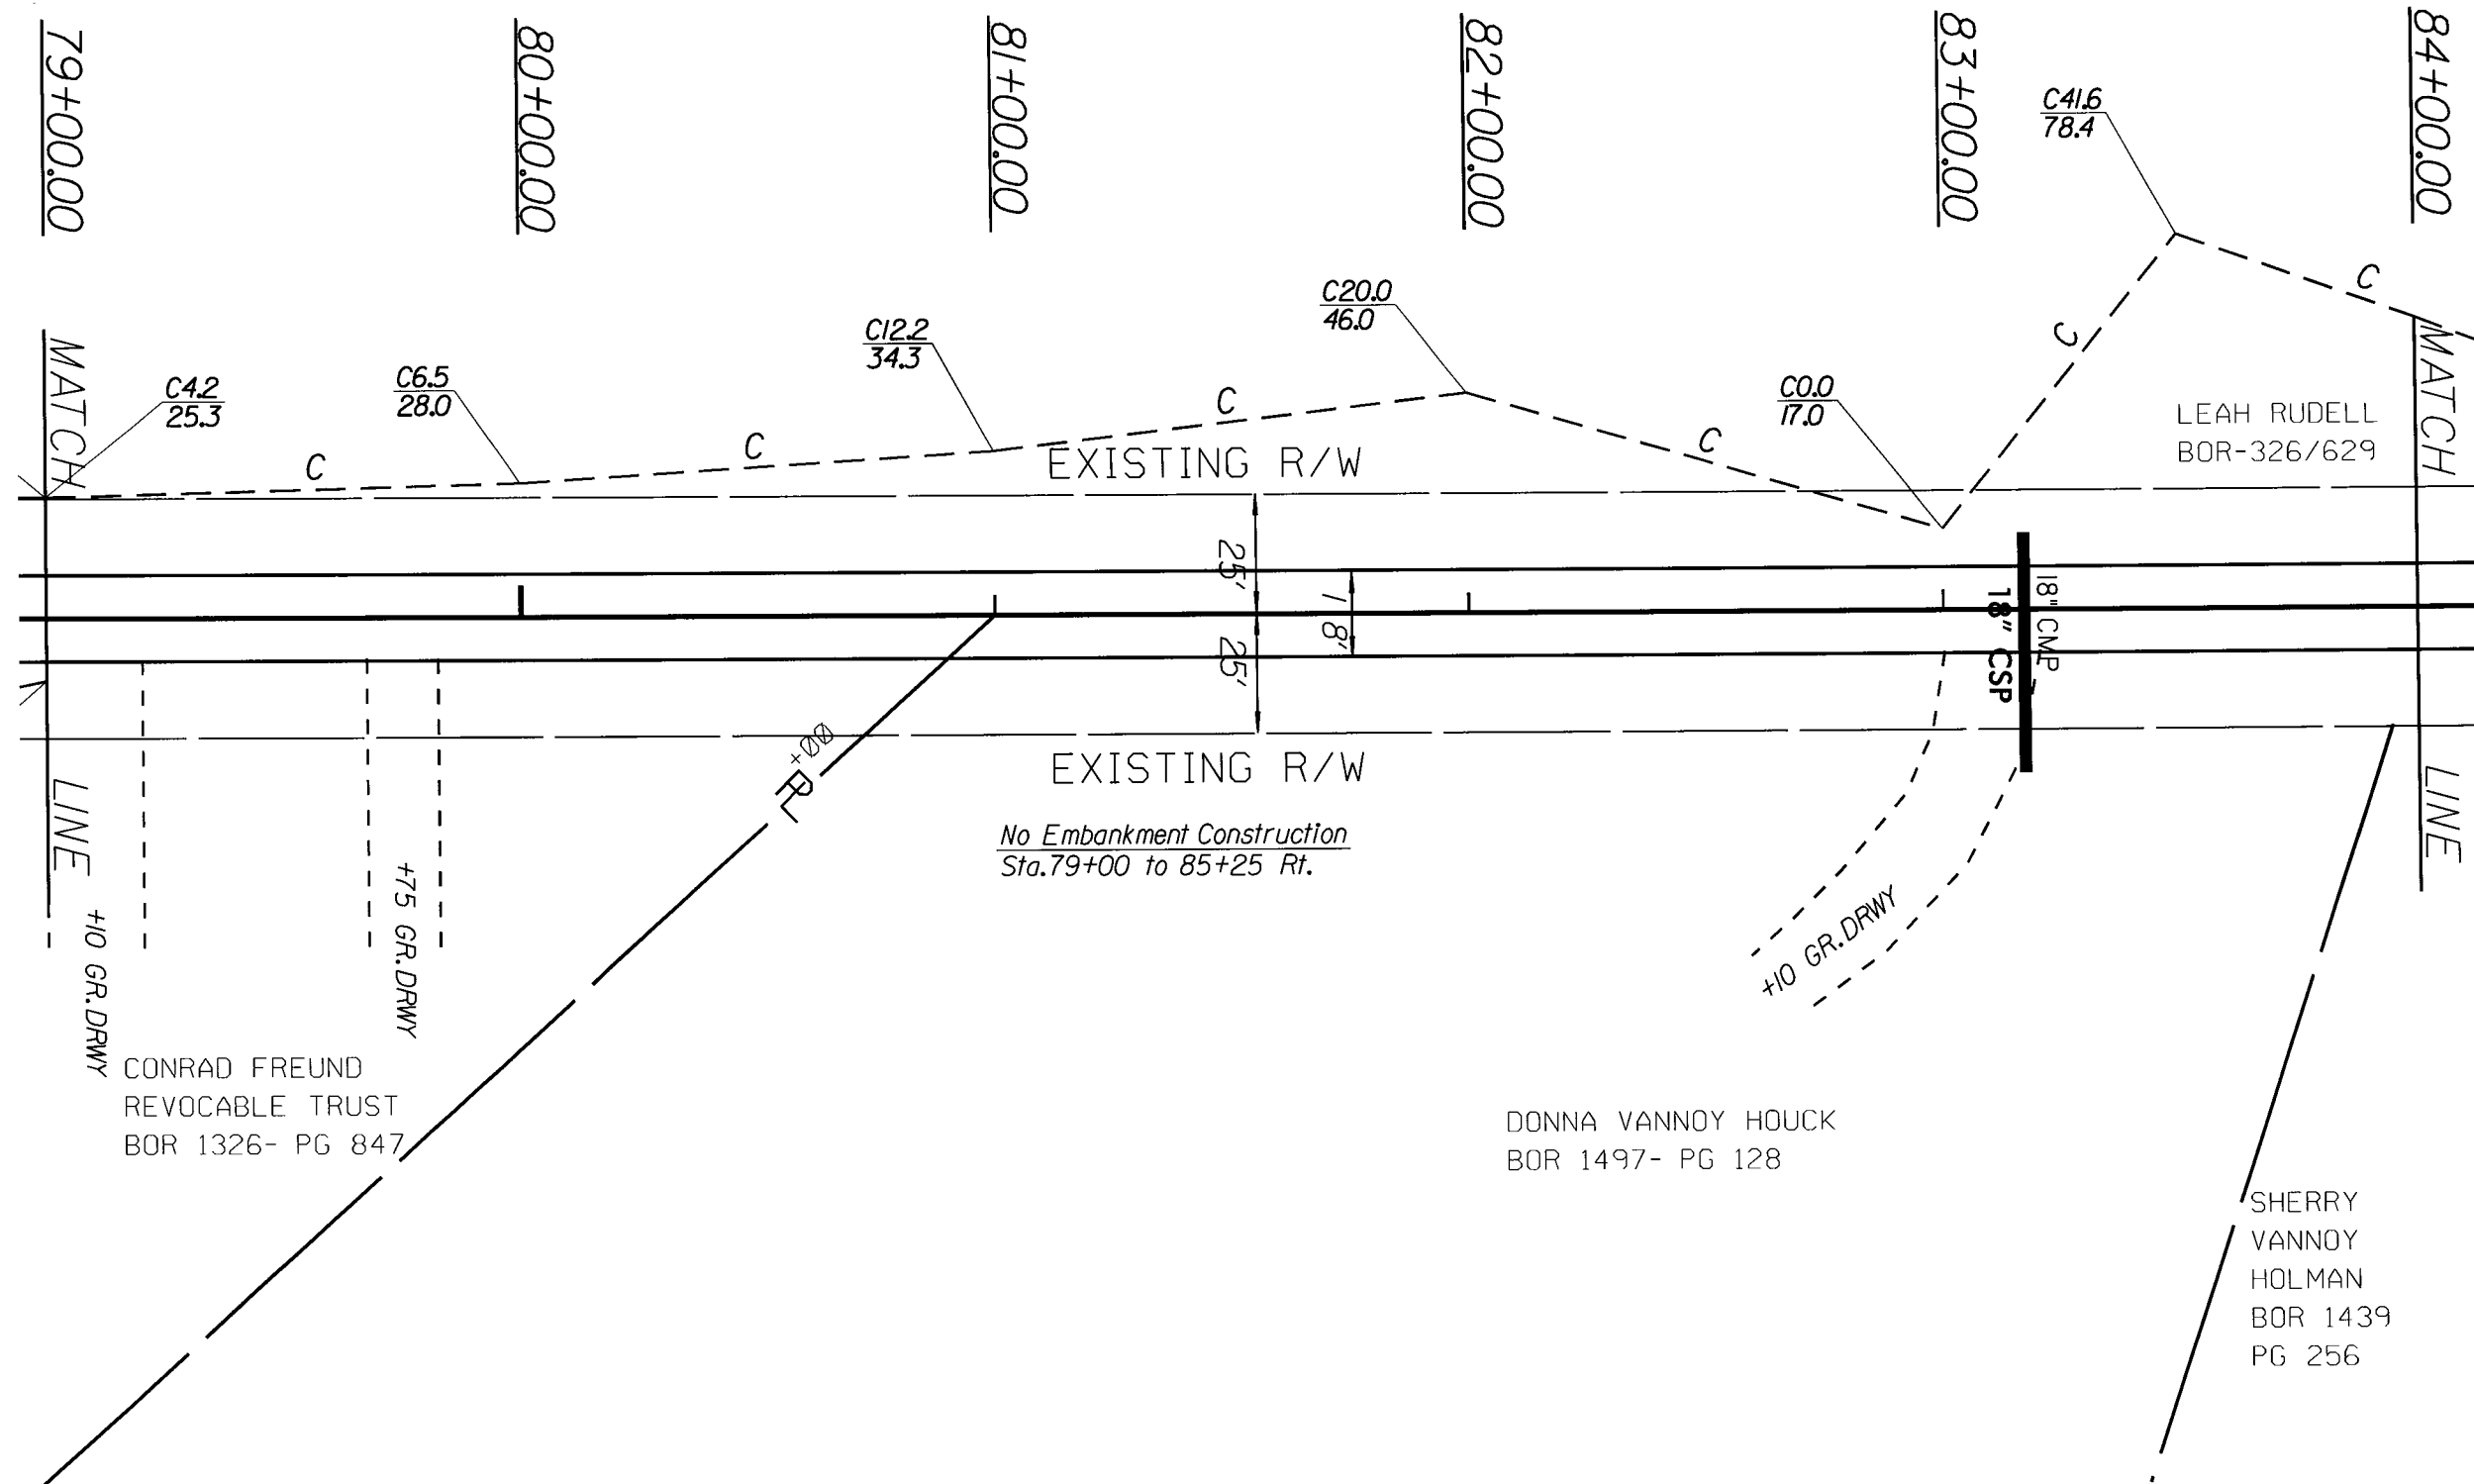 79+00.00
80+00.00
81+00.00
82+00.00
83+00.00
84+00.00
C41.6
78.4
C20.0
46.0
C12.2
34.3
C6.5
28.0
C4.2
25.3
C0.0
17.0
C
C
C
C
C
C
MATCH
MATCH
LEAH RUDELL
BOR-326/629
EXISTING R/W
25'
18'
25'
18" CSP
18" CMP
+00
PL
EXISTING R/W
No Embankment Construction
Sta.79+00 to 85+25 Rt.
LINE
LINE
+10 GR.DRWY
+75 GR.DRWY
+10 GR.DRWY
CONRAD FREUND
REVOCABLE TRUST
BOR 1326- PG 847
DONNA VANNOY HOUCK
BOR 1497- PG 128
SHERRY
VANNOY
HOLMAN
BOR 1439
PG 256